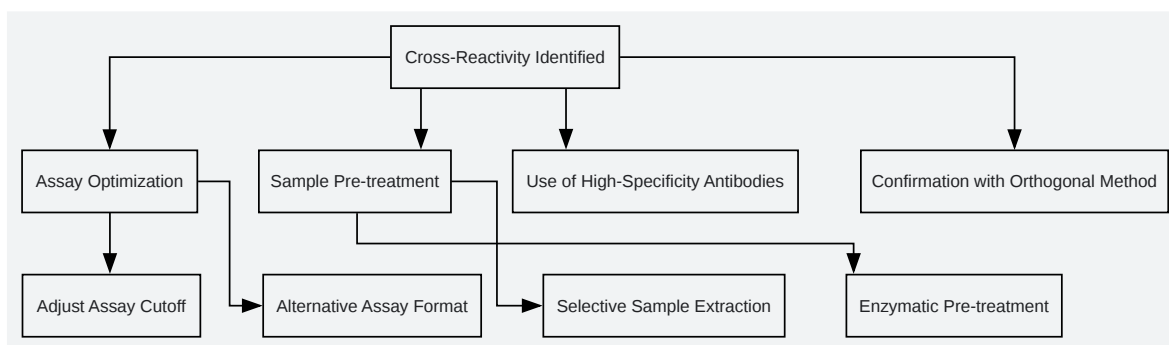 Cross-Reactivity Identified
Assay Optimization
Sample Pre-treatment
Use of High-Specificity Antibodies
Confirmation with Orthogonal Method
Adjust Assay Cutoff
Alternative Assay Format
Selective Sample Extraction
Enzymatic Pre-treatment